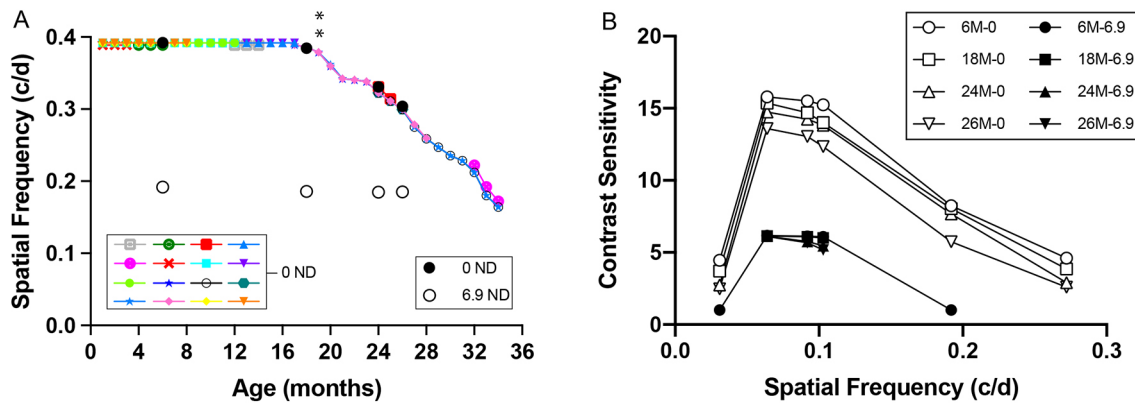 A
Spatial Frequency (c/d)
0.4
0.3
0.2
0.1
0.0
*
*
0 ND
0 ND
6.9 ND
0 4 8 12 16 20 24 28 32 36
Age (months)
B
Contrast Sensitivity
20
15
10
5
0
6M-0 6M-6.9
18M-0 18M-6.9
24M-0 24M-6.9
26M-0 26M-6.9
0.0 0.1 0.2 0.3
Spatial Frequency (c/d)